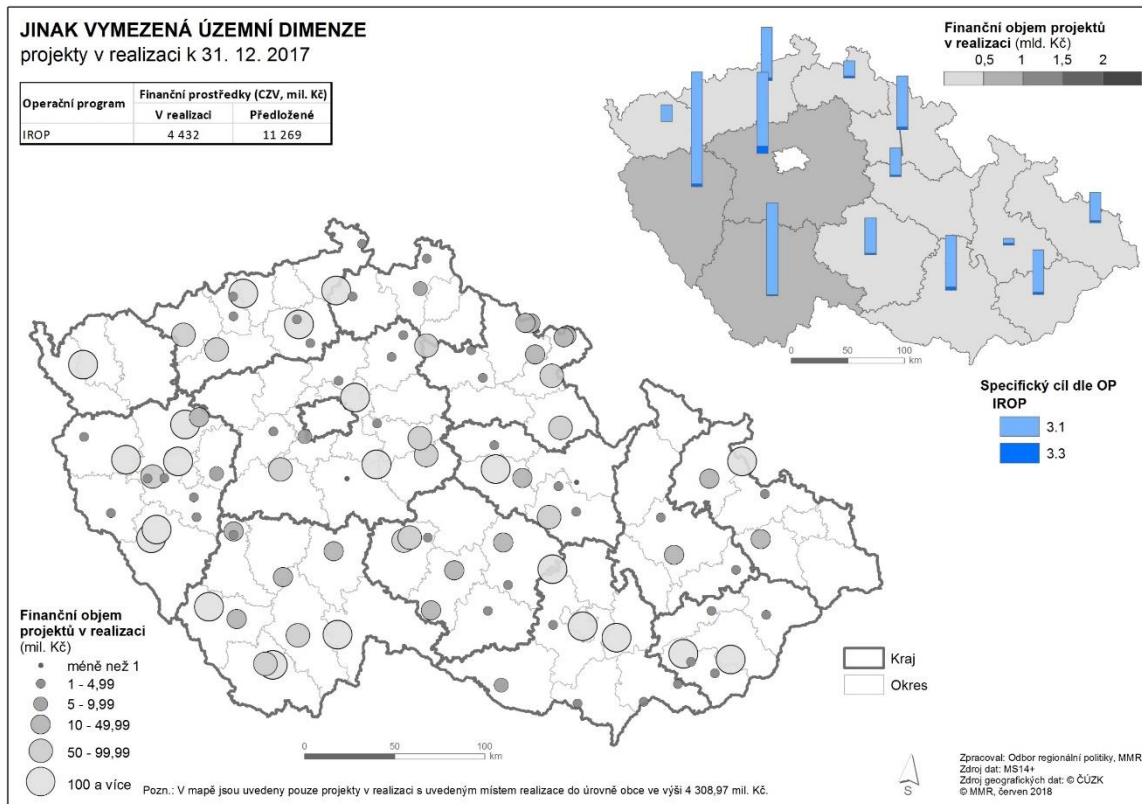 JINAK VYMEZENÁ ÚZEMNÍ DIMENZE
projekty v realizaci k 31. 12. 2017
Operační program
Finanční prostředky (CZV, mil. Kč)
V realizaci
Předložené
IROP
4 432
11 269
Finanční objem projektů
v realizaci (mld. Kč)
0,5
1
1,5
2
0
50
100
km
Specifický cíl dle OP
IROP
3.1
3.3
Finanční objem
projektů v realizaci
(mil. Kč)
méně než 1
1 - 4,99
5 - 9,99
10 - 49,99
50 - 99,99
100 a více
Kraj
Okres
0
50
100
km
Pozn.: V mapě jsou uvedeny pouze projekty v realizaci s uvedeným místem realizace do úrovně obce ve výši 4 308,97 mil. Kč.
S
Zpracoval: Odbor regionální politiky, MMR
Zdroj dat: MS14+
Zdroj geografických dat: © ČÚZK
© MMR, červen 2018